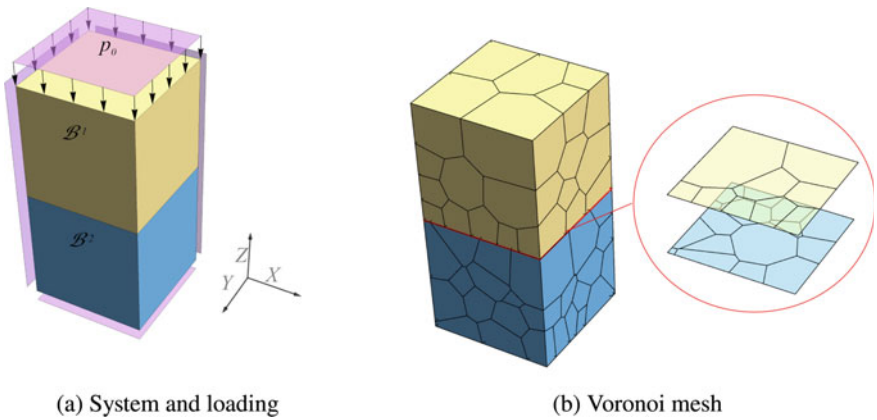 p₀
ℬ¹
ℬ²
Z
Y
X
(a) System and loading
(b) Voronoi mesh